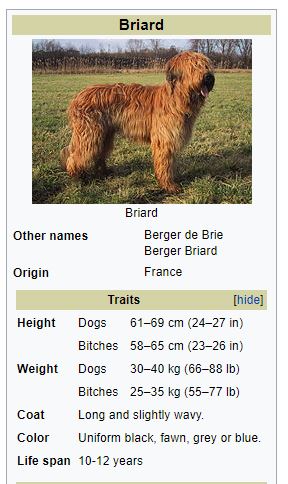 Briard
Briard
Other names Berger de Brie
Berger Briard
Origin France
Traits [hide]
Height Dogs 61–69 cm (24–27 in)
Bitches 58–65 cm (23–26 in)
Weight Dogs 30–40 kg (66–88 lb)
Bitches 25–35 kg (55–77 lb)
Coat Long and slightly wavy.
Color Uniform black, fawn, grey or blue.
Life span 10-12 years